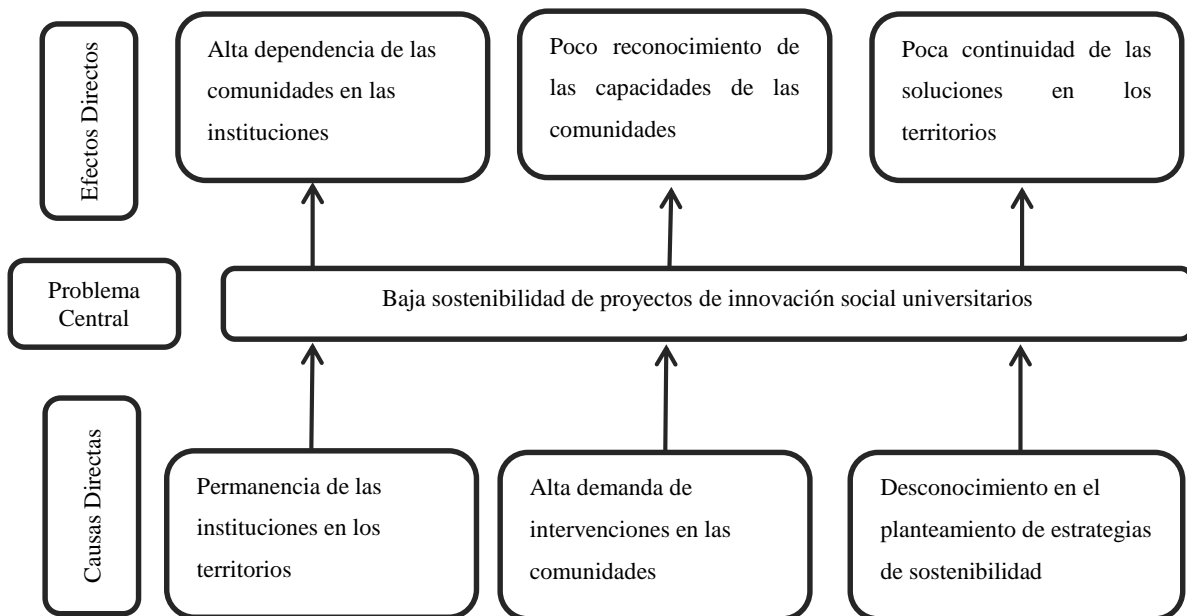 Efectos Directos
Alta dependencia de las
comunidades en las
instituciones
Poco reconocimiento de
las capacidades de las
comunidades
Poca continuidad de las
soluciones en los
territorios
Problema
Central
Baja sostenibilidad de proyectos de innovación social universitarios
Causas Directas
Permanencia de las
instituciones en los
territorios
Alta demanda de
intervenciones en las
comunidades
Desconocimiento en el
planteamiento de estrategias
de sostenibilidad